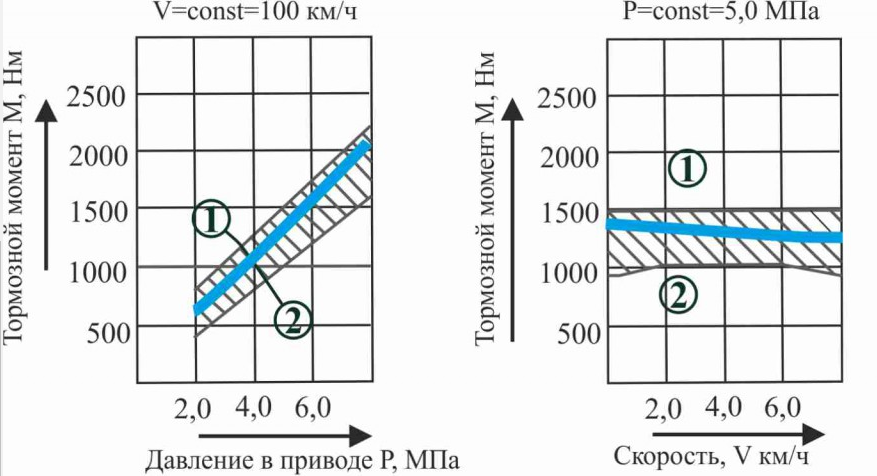 V=const=100 км/ч
Тормозной момент М, Нм
2500
2000
1500
1000
500
1
2
2,0 4,0 6,0
Давление в приводе Р, МПа
P=const=5,0 МПа
Тормозной момент М, Нм
2500
2000
1500
1000
500
1
2
2,0 4,0 6,0
Скорость, V км/ч